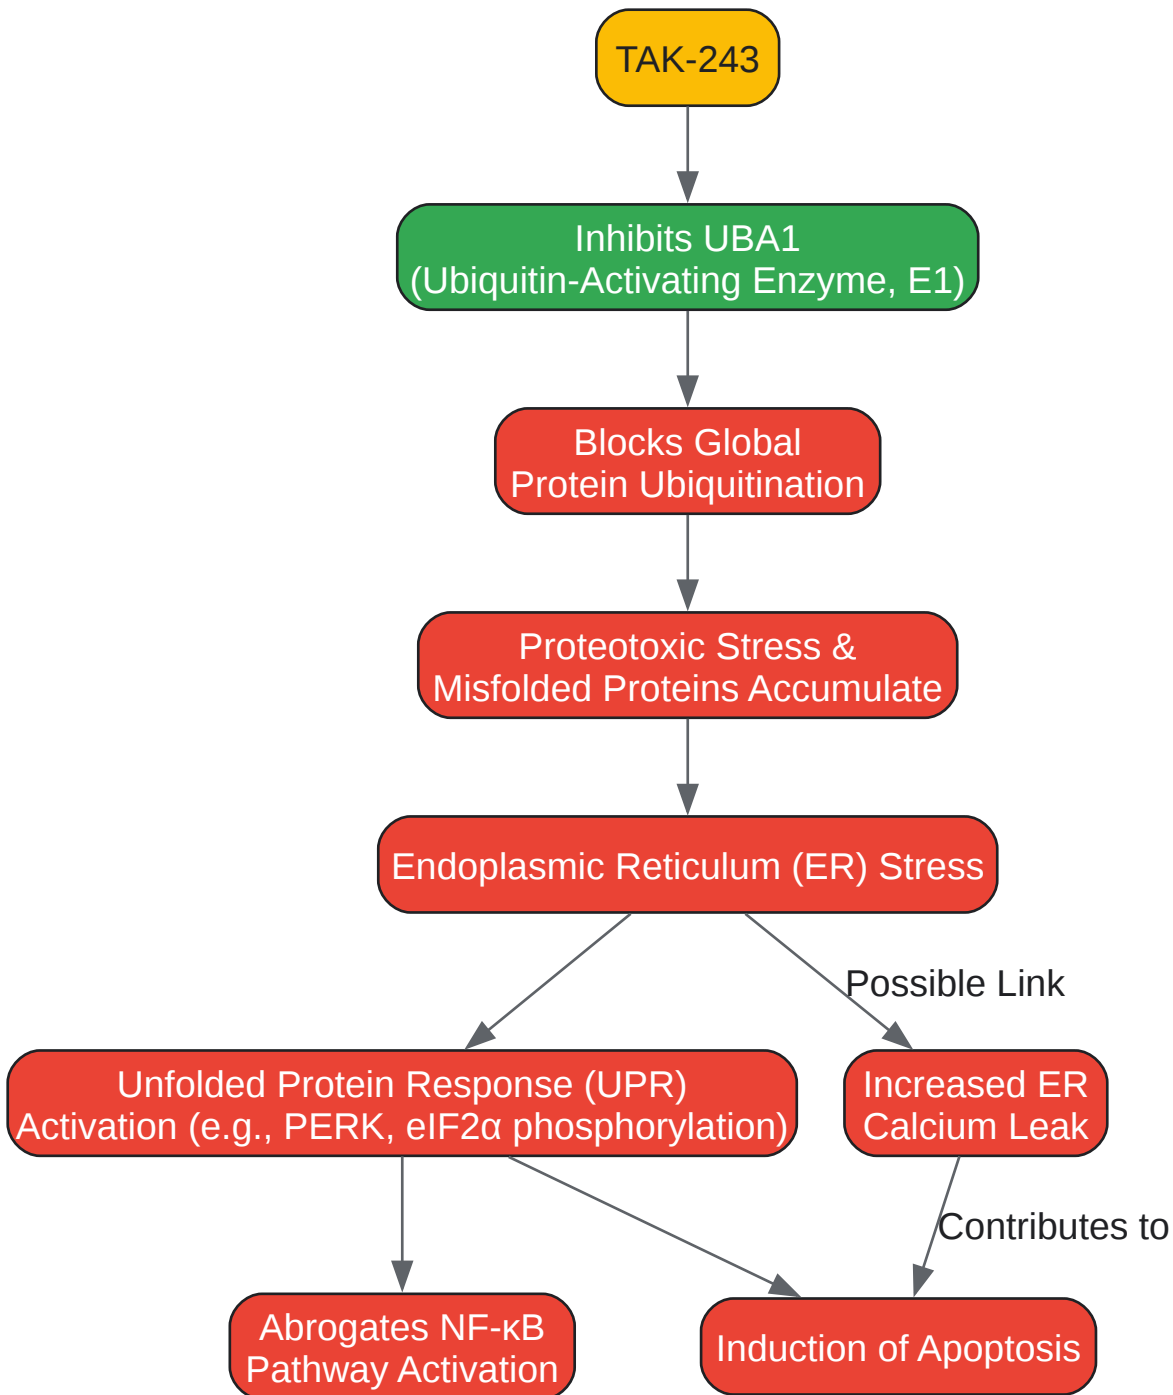 TAK-243
Inhibits UBA1
(Ubiquitin-Activating Enzyme, E1)
Blocks Global
Protein Ubiquitination
Proteotoxic Stress &
Misfolded Proteins Accumulate
Endoplasmic Reticulum (ER) Stress
Possible Link
Unfolded Protein Response (UPR)
Activation (e.g., PERK, eIF2α phosphorylation)
Increased ER
Calcium Leak
Contributes to
Abrogates NF-κB
Pathway Activation
Induction of Apoptosis